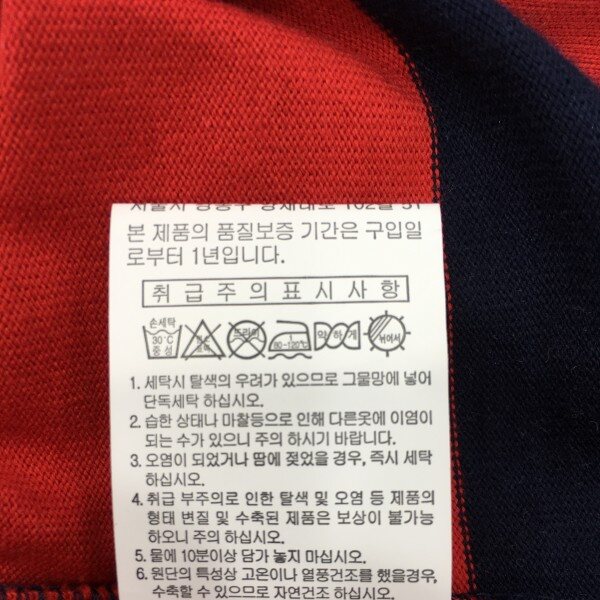 본 제품의 품질보증 기간은 구입일
로부터 1년입니다.
취급주의표시사항
손세탁 30°C 중성
드라이
80~120°C
약하게
뉘어서
1. 세탁시 탈색의 우려가 있으므로 그물망에 넣어
단독세탁 하십시오.
2. 습한 상태나 마찰등으로 인해 다른옷에 이염이
되는 수가 있으니 주의 하시기 바랍니다.
3. 오염이 되었거나 땀에 젖었을 경우, 즉시 세탁
하십시오.
4. 취급 부주의로 인한 탈색 및 오염 등 제품의
형태 변질 및 수축된 제품은 보상이 불가능
하오니 주의 하십시오.
5. 물에 10분이상 담가 놓지 마십시오.
6. 원단의 특성상 고온이나 열풍건조를 했을경우,
수축할 수 있으므로 자연건조 하십시오.